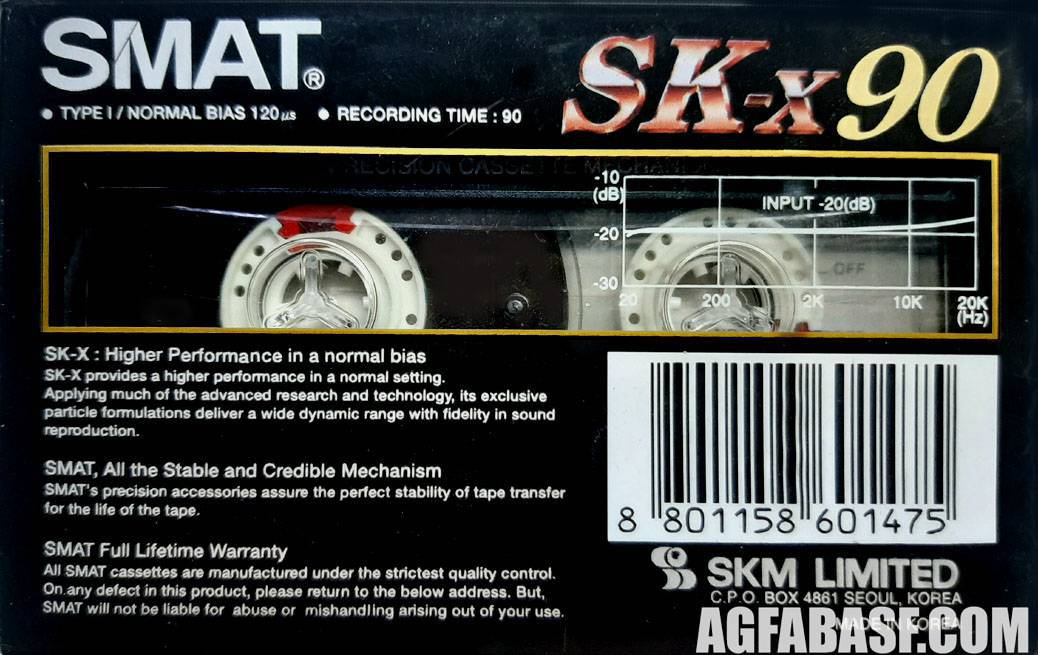 SMAT®
• TYPE I / NORMAL BIAS 120µs • RECORDING TIME : 90
SK-x 90
PRECISION CASSETTE MECHANI
-10
(dB)
-20
-30
INPUT -20(dB)
OFF
20 200 2K 10K 20K
(Hz)
SK-X : Higher Performance in a normal bias
SK-X provides a higher performance in a normal setting.
Applying much of the advanced research and technology, its exclusive
particle formulations deliver a wide dynamic range with fidelity in sound
reproduction.
SMAT, All the Stable and Credible Mechanism
SMAT's precision accessories assure the perfect stability of tape transfer
for the life of the tape.
SMAT Full Lifetime Warranty
All SMAT cassettes are manufactured under the strictest quality control.
On any defect in this product, please return to the below address. But,
SMAT will not be liable for abuse or mishandling arising out of your use.
8 801158 601475
SKM LIMITED
C.P.O. BOX 4861 SEOUL, KOREA
MADE IN KOREA
AGFABASF.COM